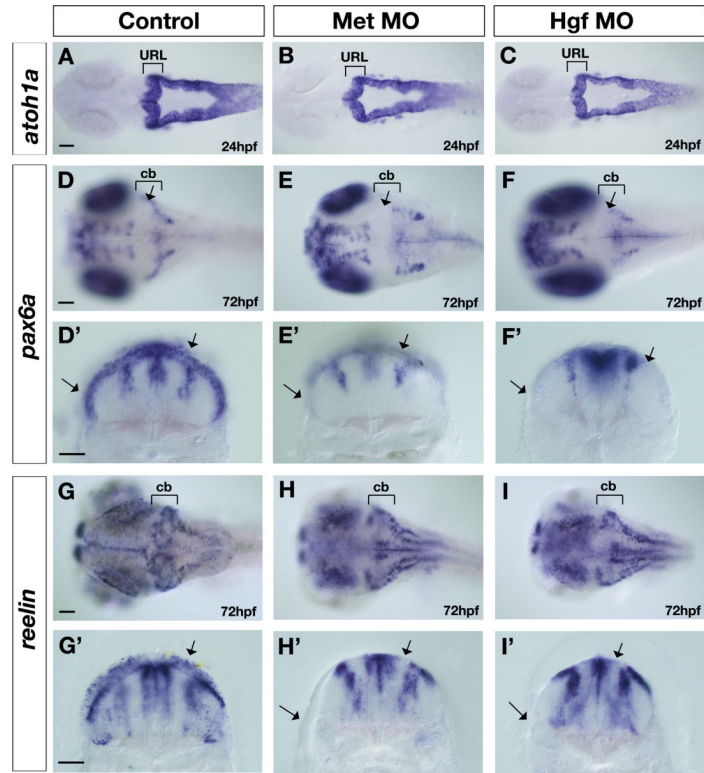 Control Met MO Hgf MO
atoh1a
A URL 24hpf
B URL 24hpf
C URL 24hpf
pax6a
D cb 72hpf
E cb 72hpf
F cb 72hpf
D'
E'
F'
reelin
G cb 72hpf
H cb 72hpf
I cb 72hpf
G'
H'
I'